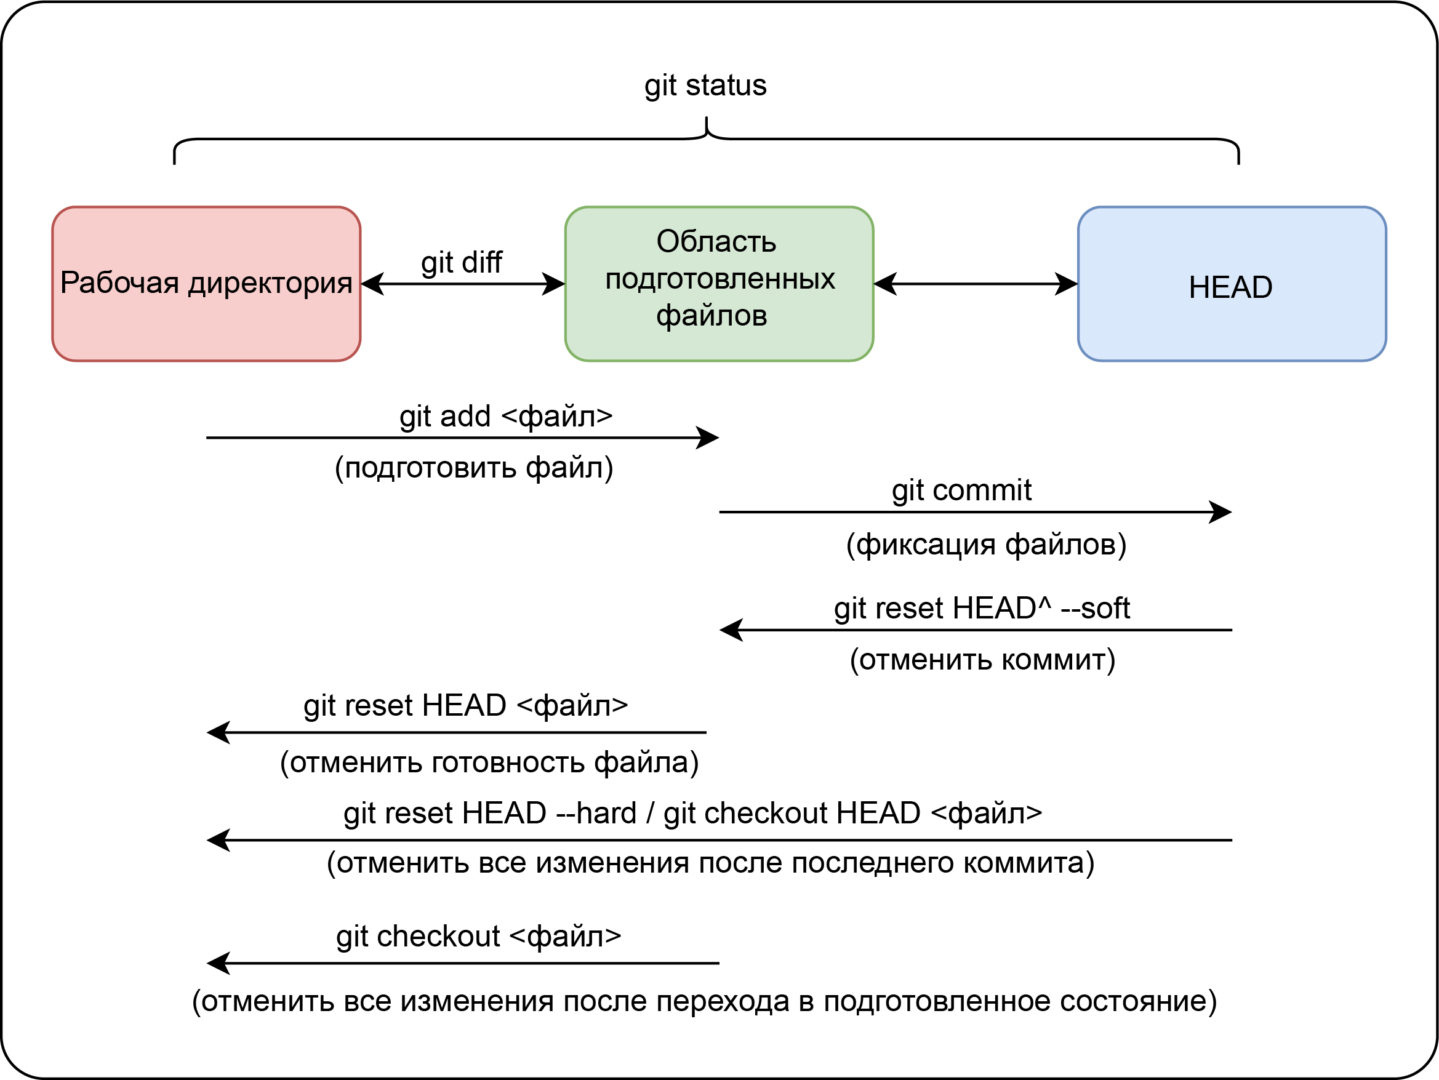 git status
Рабочая директория
git diff
Область
подготовленных
файлов
HEAD
git add <файл>
(подготовить файл)
git commit
(фиксация файлов)
git reset HEAD^ --soft
(отменить коммит)
git reset HEAD <файл>
(отменить готовность файла)
git reset HEAD --hard / git checkout HEAD <файл>
(отменить все изменения после последнего коммита)
git checkout <файл>
(отменить все изменения после перехода в подготовленное состояние)